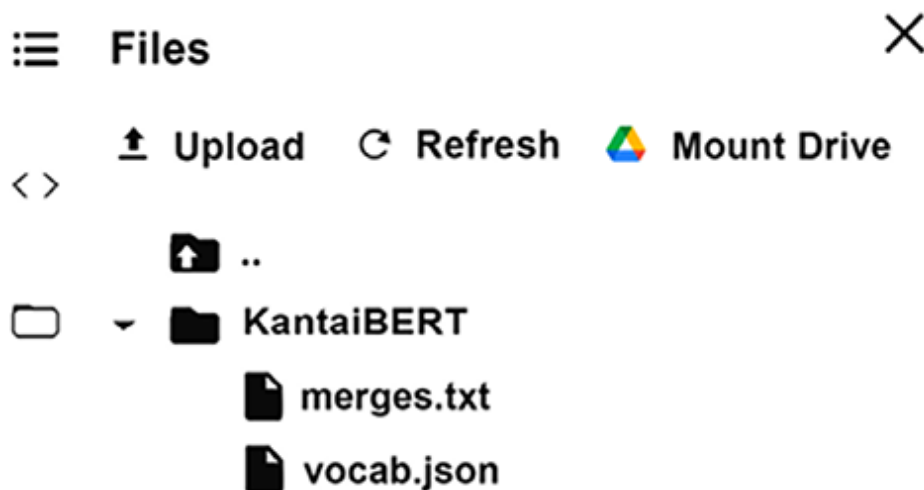 Files
Upload Refresh Mount Drive
..
KantaiBERT
merges.txt
vocab.json